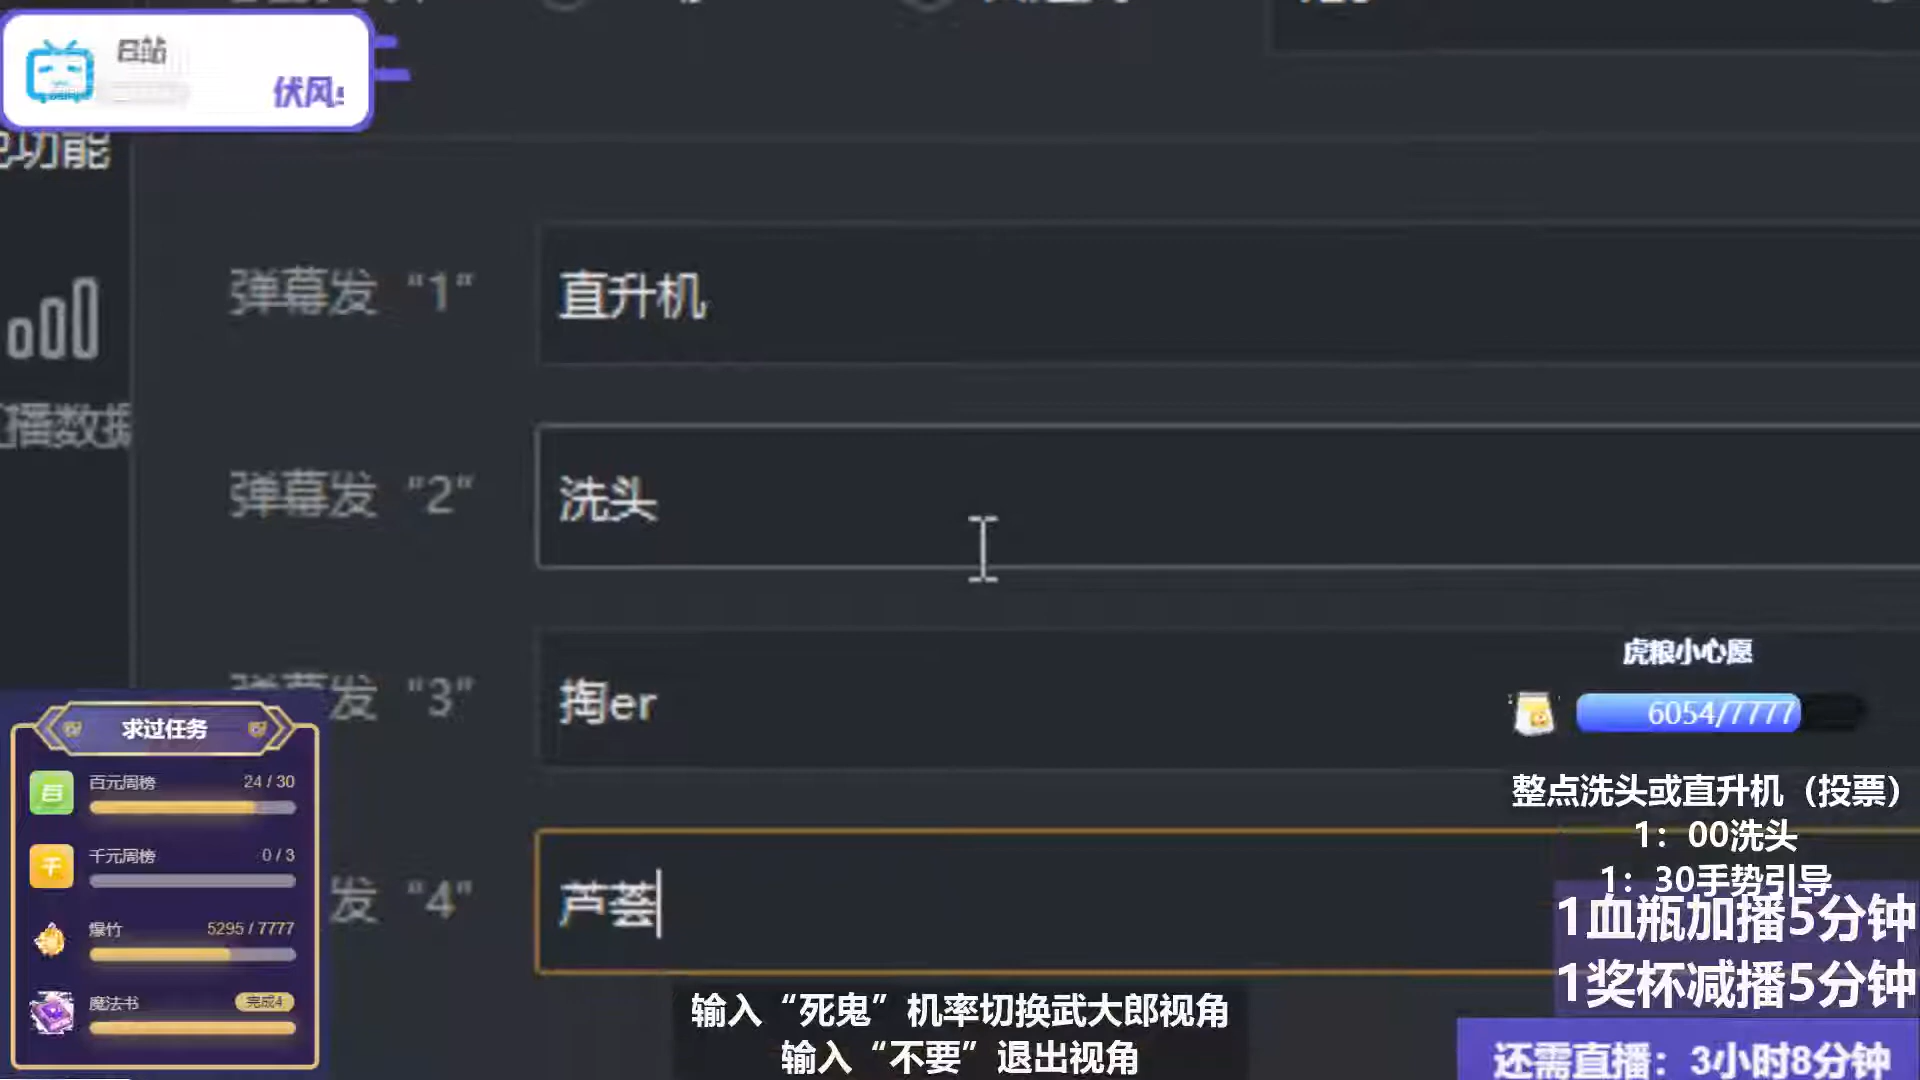 B站
伏风
功能
弹幕发 “1”
直升机
播数据
弹幕发 “2”
洗头
弹幕发 “3”
掏er
虎粮小心愿
6054/7777
求过任务
百元周榜 24 / 30
千元周榜 0 / 3
爆竹 5295 / 7777
魔法书 完成4
发 “4”
芦荟
整点洗头或直升机（投票）
1：00洗头
1：30手势引导
1血瓶加播5分钟
1奖杯减播5分钟
还需直播：3小时8分钟
输入“死鬼”机率切换武大郎视角
输入“不要”退出视角